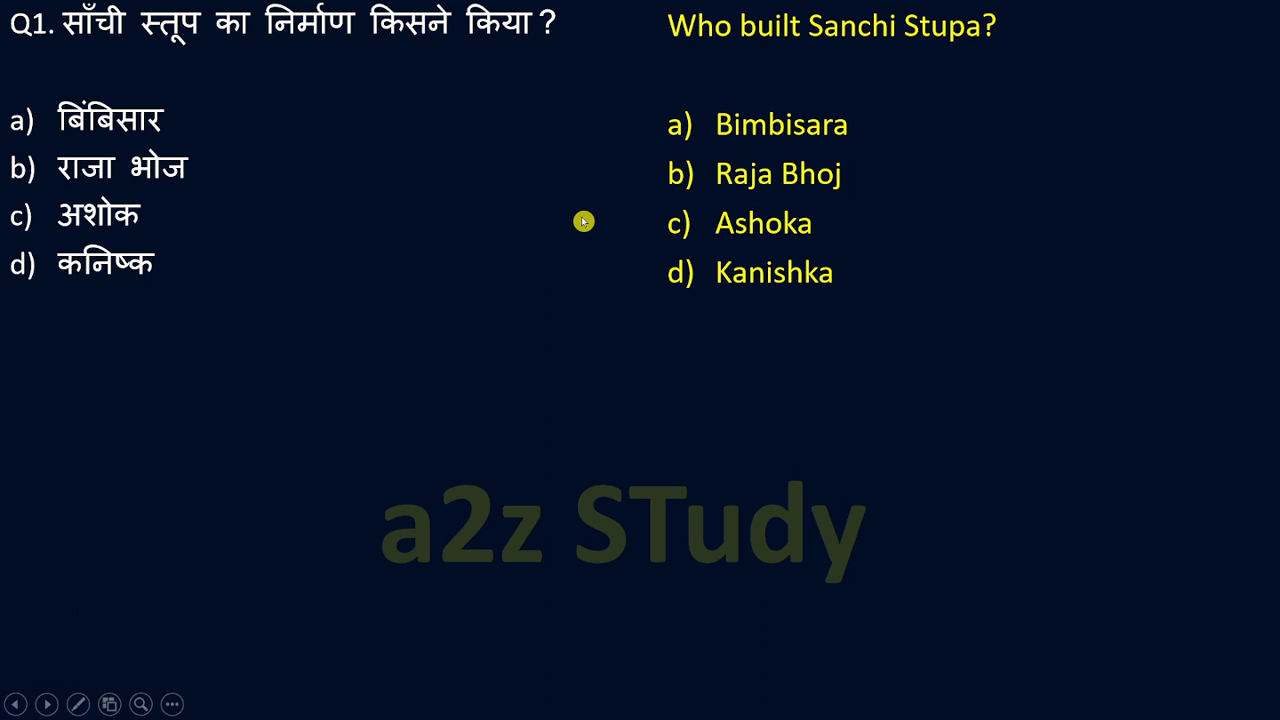 Q1. साँची स्तूप का निर्माण किसने किया ?
a) बिंबिसार
b) राजा भोज
c) अशोक
d) कनिष्क
Who built Sanchi Stupa?
a) Bimbisara
b) Raja Bhoj
c) Ashoka
d) Kanishka
a2z STudy